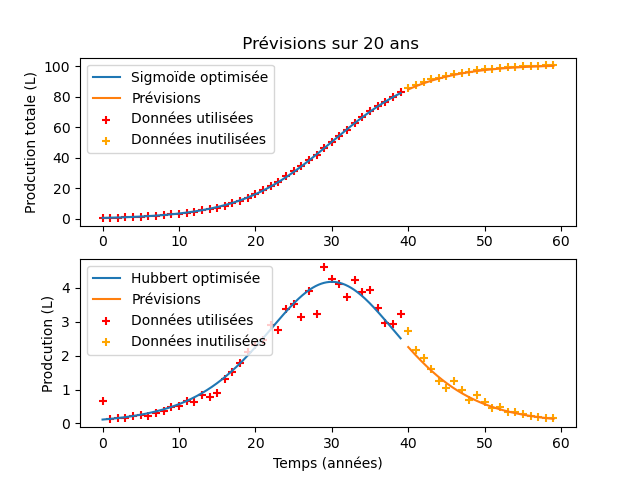 Prévisions sur 20 ans
Prodcution totale (L)
100
80
60
40
20
0
Sigmoïde optimisée
Prévisions
Données utilisées
Données inutilisées
0 10 20 30 40 50 60
Prodcution (L)
4
3
2
1
0
Hubbert optimisée
Prévisions
Données utilisées
Données inutilisées
0 10 20 30 40 50 60
Temps (années)